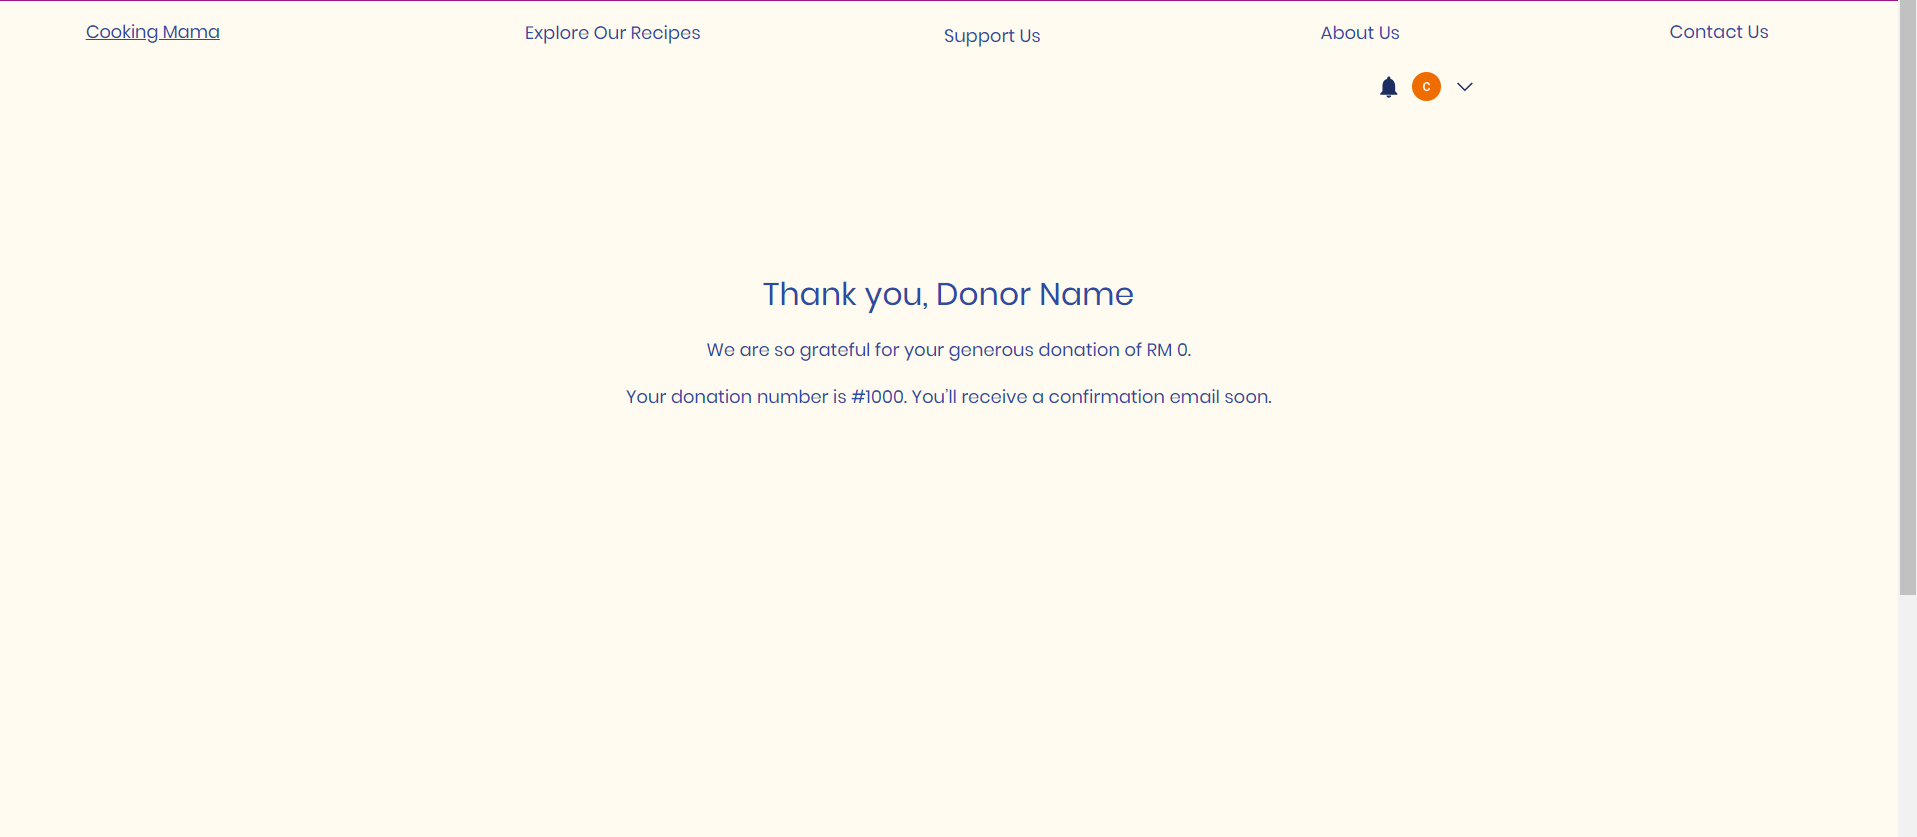 Cooking Mama
Explore Our Recipes
Support Us
About Us
Contact Us
C
Thank you, Donor Name
We are so grateful for your generous donation of RM 0.
Your donation number is #1000. You'll receive a confirmation email soon.